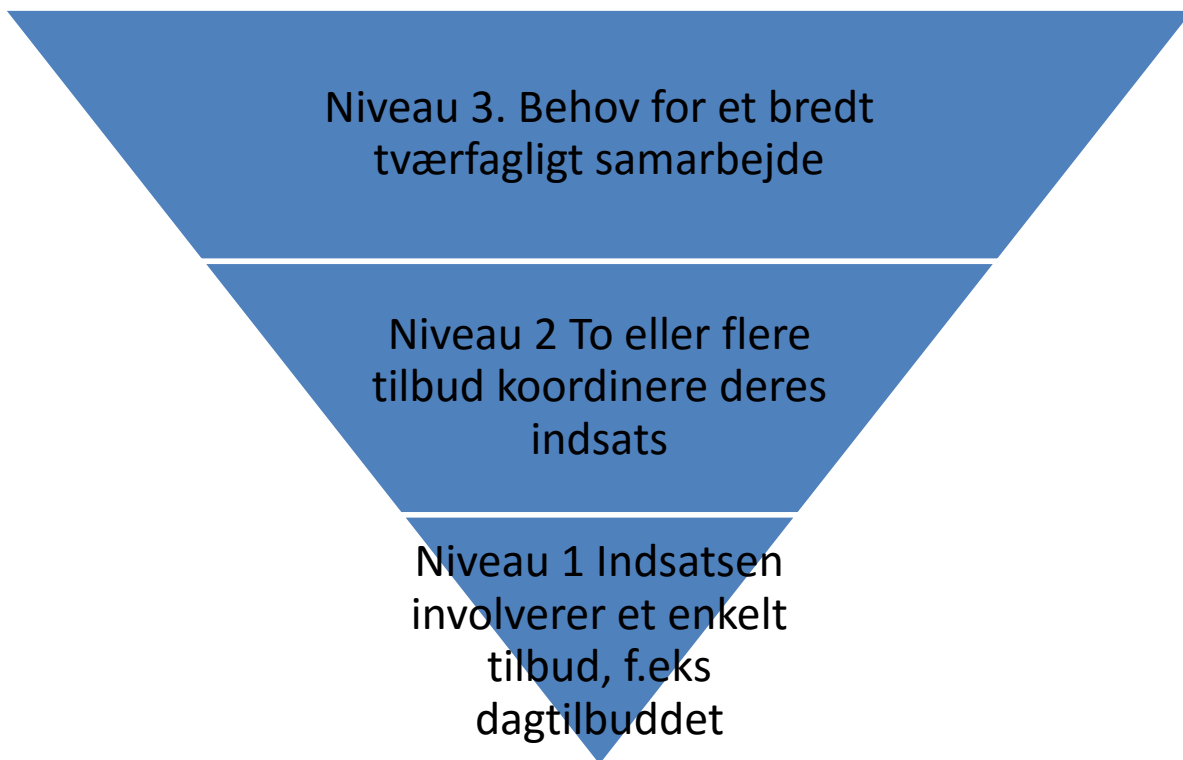 Niveau 3. Behov for et bredt
tværfagligt samarbejde
Niveau 2 To eller flere
tilbud koordinere deres
indsats
Niveau 1 Indsatsen
involverer et enkelt
tilbud, f.eks
dagtilbuddet